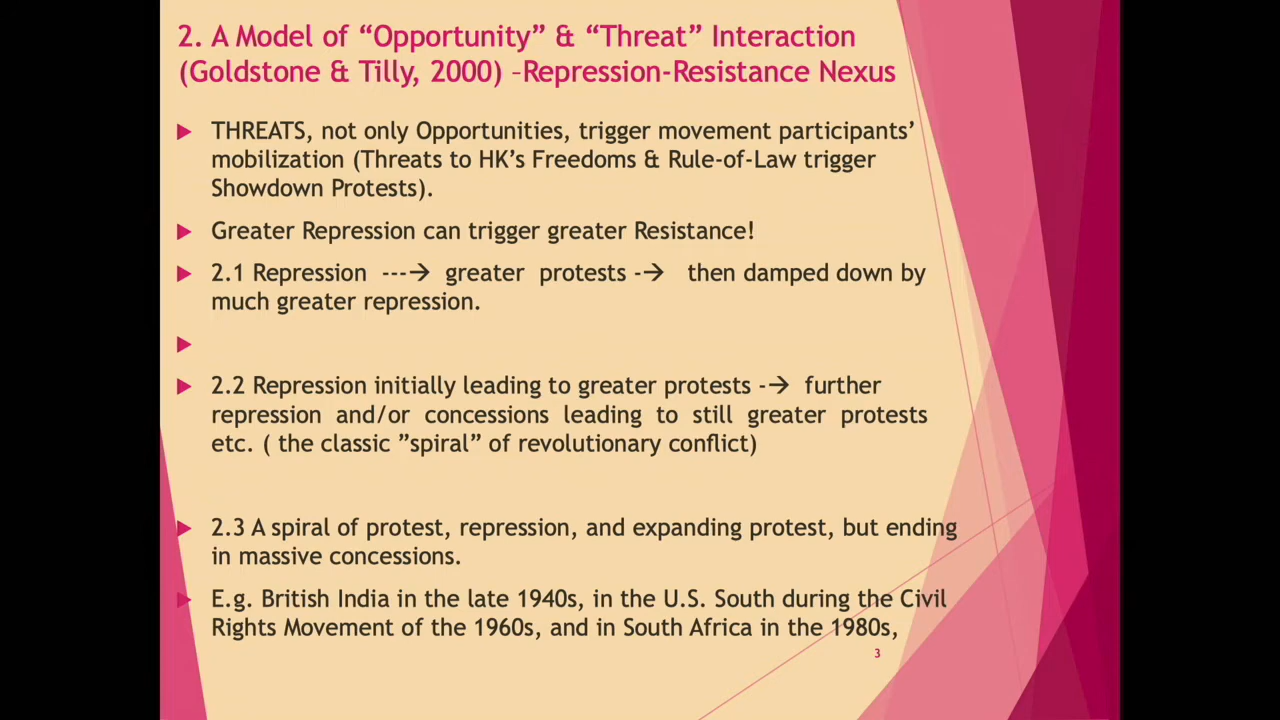 2. A Model of “Opportunity” & “Threat” Interaction
(Goldstone & Tilly, 2000) –Repression-Resistance Nexus
THREATS, not only Opportunities, trigger movement participants’
mobilization (Threats to HK’s Freedoms & Rule-of-Law trigger
Showdown Protests).
Greater Repression can trigger greater Resistance!
2.1 Repression ---→ greater protests -→ then damped down by
much greater repression.
2.2 Repression initially leading to greater protests -→ further
repression and/or concessions leading to still greater protests
etc. ( the classic ”spiral” of revolutionary conflict)
2.3 A spiral of protest, repression, and expanding protest, but ending
in massive concessions.
E.g. British India in the late 1940s, in the U.S. South during the Civil
Rights Movement of the 1960s, and in South Africa in the 1980s,
3